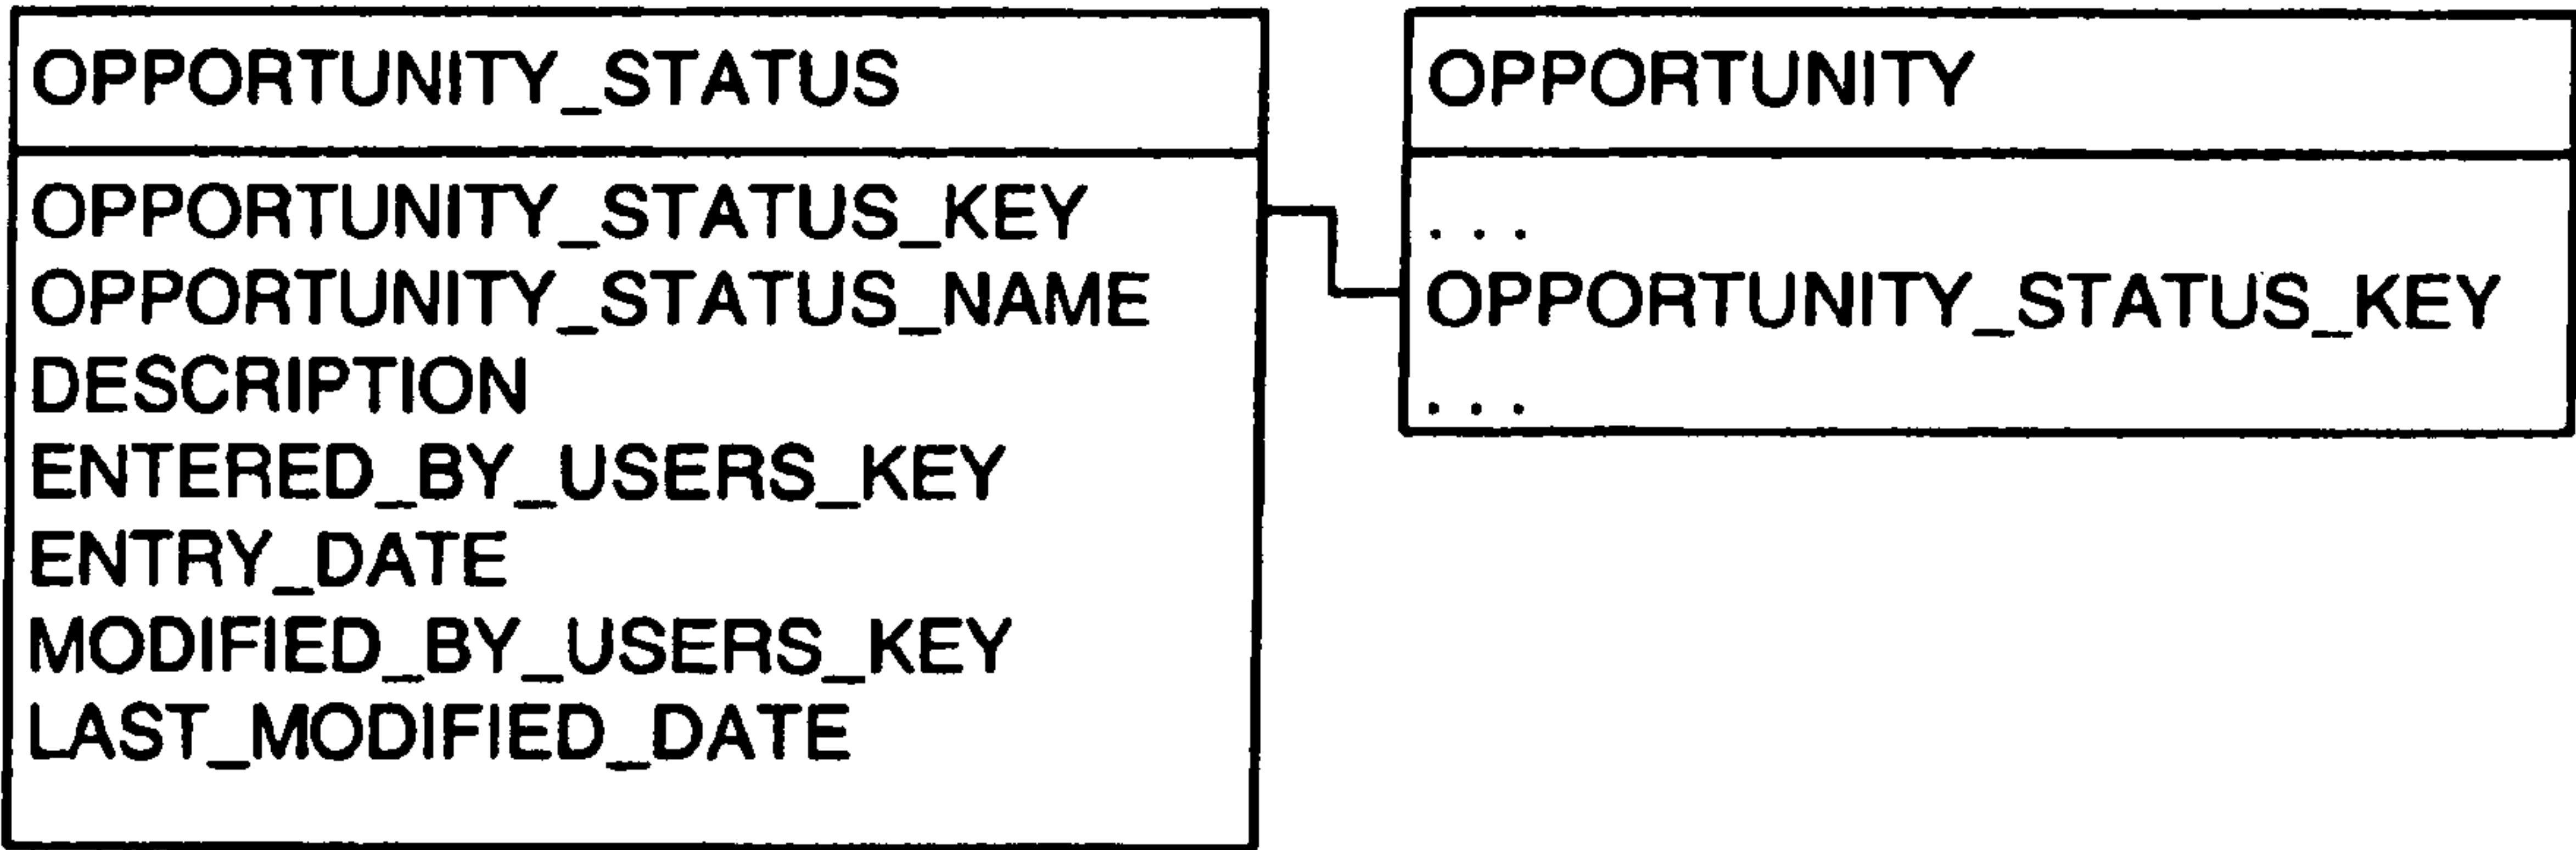 OPPORTUNITY_STATUS
OPPORTUNITY_STATUS_KEY
OPPORTUNITY_STATUS_NAME
DESCRIPTION
ENTERED_BY_USERS_KEY
ENTRY_DATE
MODIFIED_BY_USERS_KEY
LAST_MODIFIED_DATE
OPPORTUNITY
. . .
OPPORTUNITY_STATUS_KEY
. . .